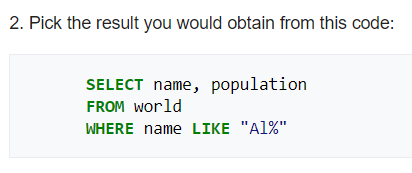 2. Pick the result you would obtain from this code:
SELECT name, population
FROM world
WHERE name LIKE "Al%"